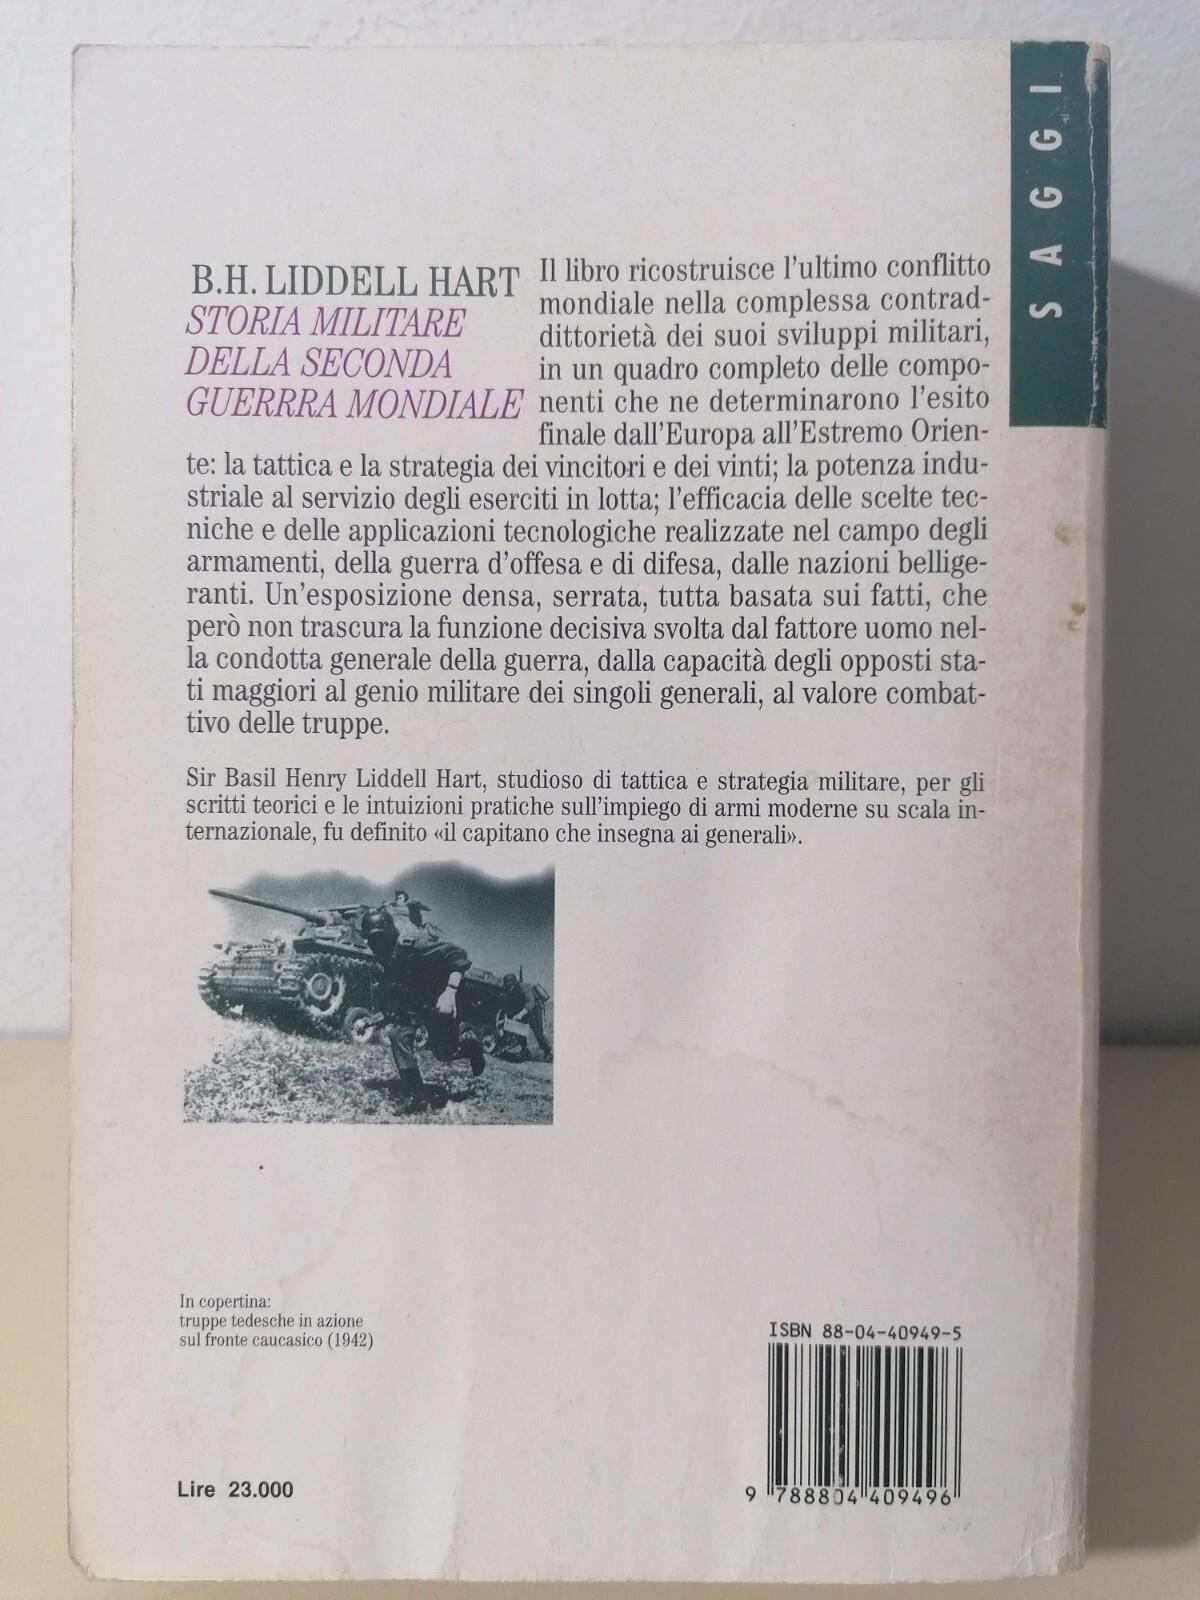 SAGGI
B.H. LIDDELL HART
STORIA MILITARE
DELLA SECONDA
GUERRRA MONDIALE
Il libro ricostruisce l'ultimo conflitto
mondiale nella complessa contrad-
dittorietà dei suoi sviluppi militari,
in un quadro completo delle compo-
nenti che ne determinarono l'esito
finale dall'Europa all'Estremo Orien-
te: la tattica e la strategia dei vincitori e dei vinti; la potenza indu-
striale al servizio degli eserciti in lotta; l'efficacia delle scelte tec-
niche e delle applicazioni tecnologiche realizzate nel campo degli
armamenti, della guerra d'offesa e di difesa, dalle nazioni bellige-
ranti. Un'esposizione densa, serrata, tutta basata sui fatti, che
però non trascura la funzione decisiva svolta dal fattore uomo nel-
la condotta generale della guerra, dalla capacità degli opposti sta-
ti maggiori al genio militare dei singoli generali, al valore combat-
tivo delle truppe.
Sir Basil Henry Liddell Hart, studioso di tattica e strategia militare, per gli
scritti teorici e le intuizioni pratiche sull'impiego di armi moderne su scala in-
ternazionale, fu definito «il capitano che insegna ai generali».
In copertina:
truppe tedesche in azione
sul fronte caucasico (1942)
ISBN 88-04-40949-5
Lire 23.000
9 788804 409496